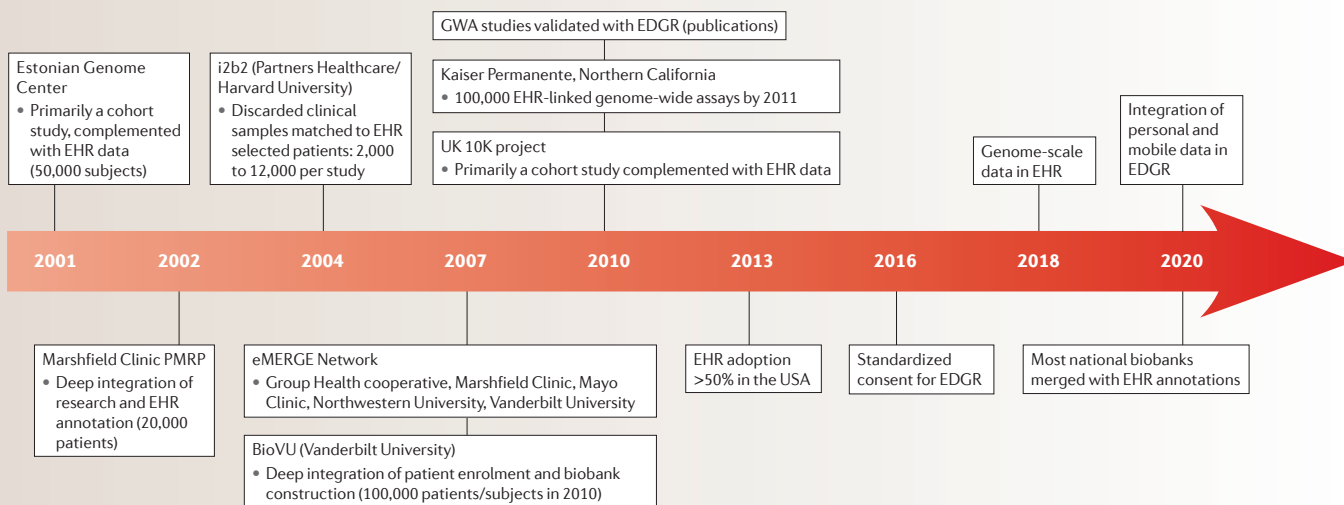 GWA studies validated with EDGR (publications)
Estonian Genome
Center
• Primarily a cohort
study, complemented
with EHR data
(50,000 subjects)
i2b2 (Partners Healthcare/
Harvard University)
• Discarded clinical
samples matched to EHR
selected patients: 2,000
to 12,000 per study
Kaiser Permanente, Northern California
• 100,000 EHR-linked genome-wide assays by 2011
UK 10K project
• Primarily a cohort study complemented with EHR data
Genome-scale
data in EHR
Integration of
personal and
mobile data in
EDGR
2001
2002
2004
2007
2010
2013
2016
2018
2020
Marshfield Clinic PMRP
• Deep integration of
research and EHR
annotation (20,000
patients)
eMERGE Network
• Group Health cooperative, Marshfield Clinic, Mayo
Clinic, Northwestern University, Vanderbilt University
BioVU (Vanderbilt University)
• Deep integration of patient enrolment and biobank
construction (100,000 patients/subjects in 2010)
EHR adoption
>50% in the USA
Standardized
consent for EDGR
Most national biobanks
merged with EHR annotations